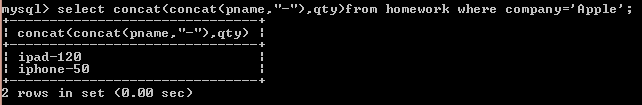 mysql> select concat(concat(pname,"-"),qty)from homework where company='Apple';
+-------------------------------+
| concat(concat(pname,"-"),qty) |
+-------------------------------+
| ipad-120                      |
| iphone-50                     |
+-------------------------------+
2 rows in set (0.00 sec)